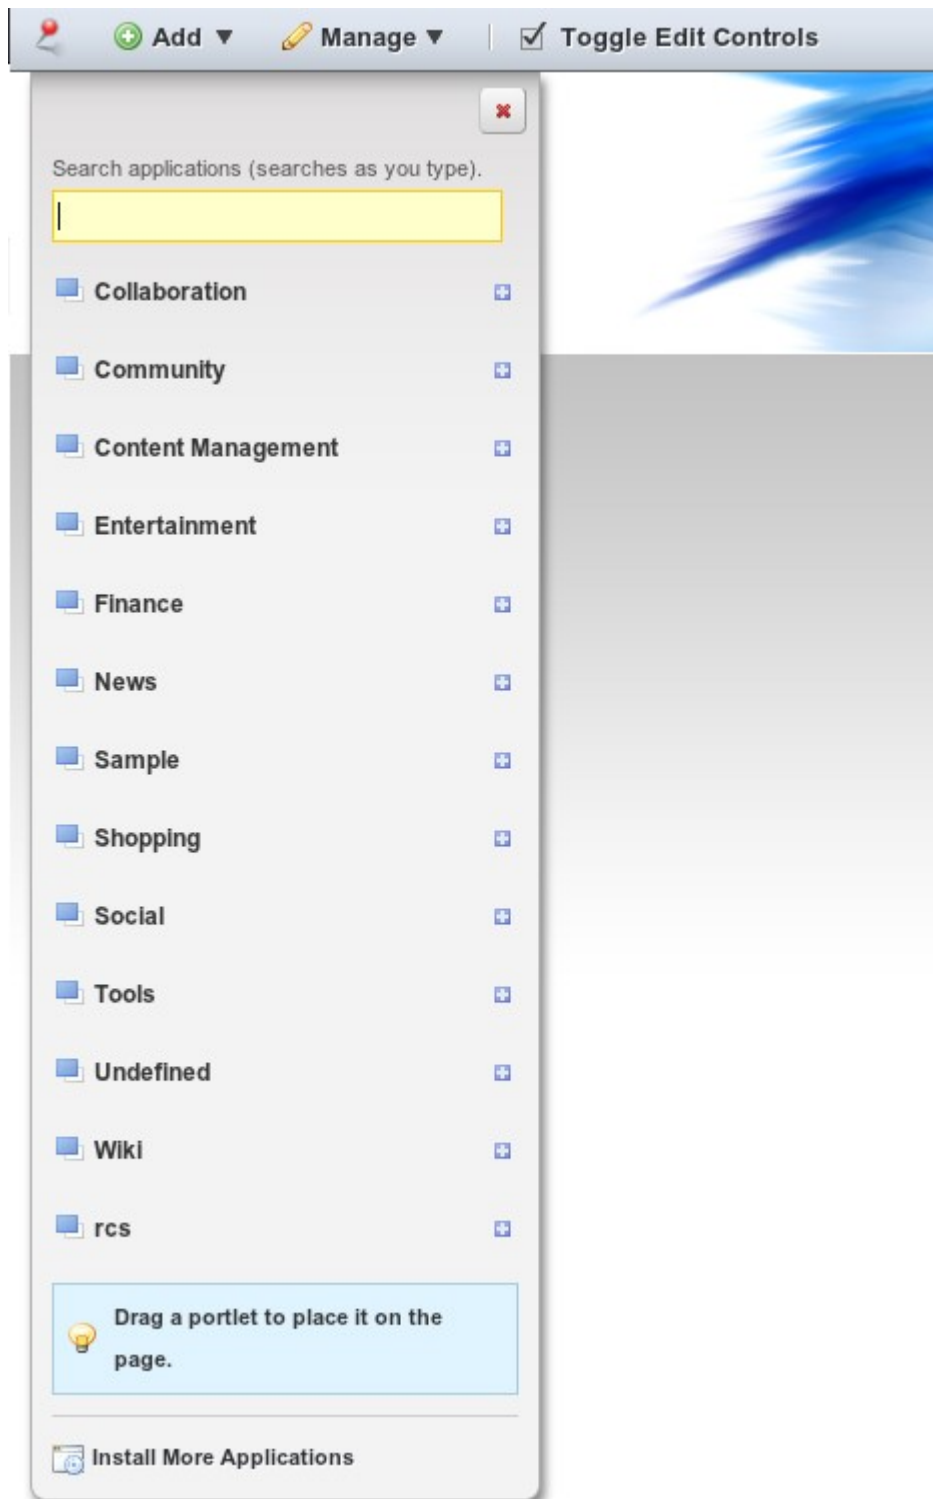 Add ▼ Manage ▼ Toggle Edit Controls
Search applications (searches as you type).
Collaboration
Community
Content Management
Entertainment
Finance
News
Sample
Shopping
Social
Tools
Undefined
Wiki
rcs
Drag a portlet to place it on the
page.
Install More Applications